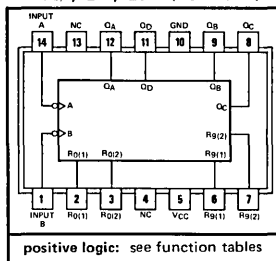 INPUT A NC QA QD GND QB QC
14 13 12 11 10 9 8
QA QD QB
A QC
B
R0(1) R0(2) R9(1) R9(2)
1 2 3 4 5 6 7
INPUT B R0(1) R0(2) NC VCC R9(1) R9(2)
positive logic: see function tables